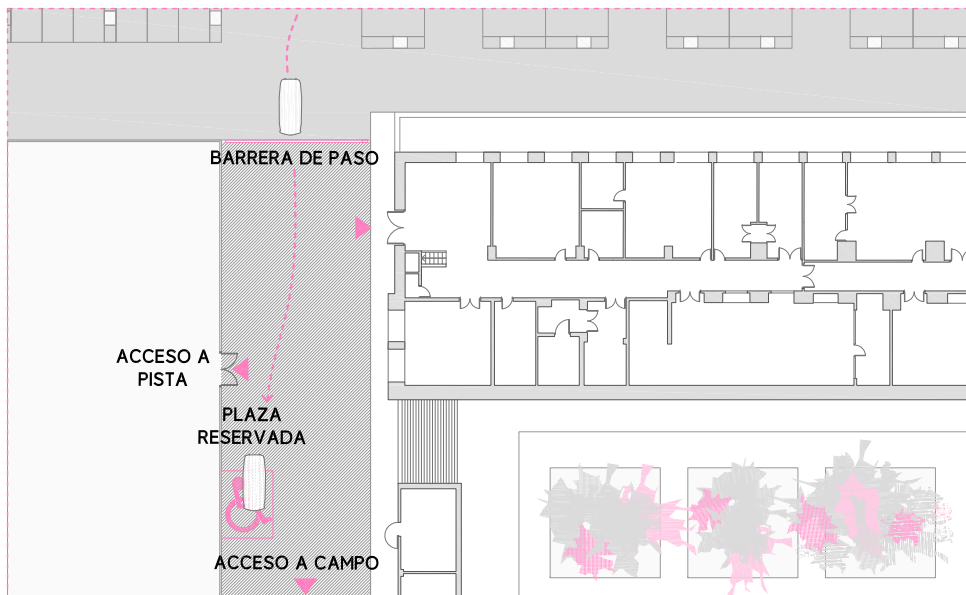 BARRERA DE PASO
ACCESO A
PISTA
PLAZA
RESERVADA
ACCESO A CAMPO